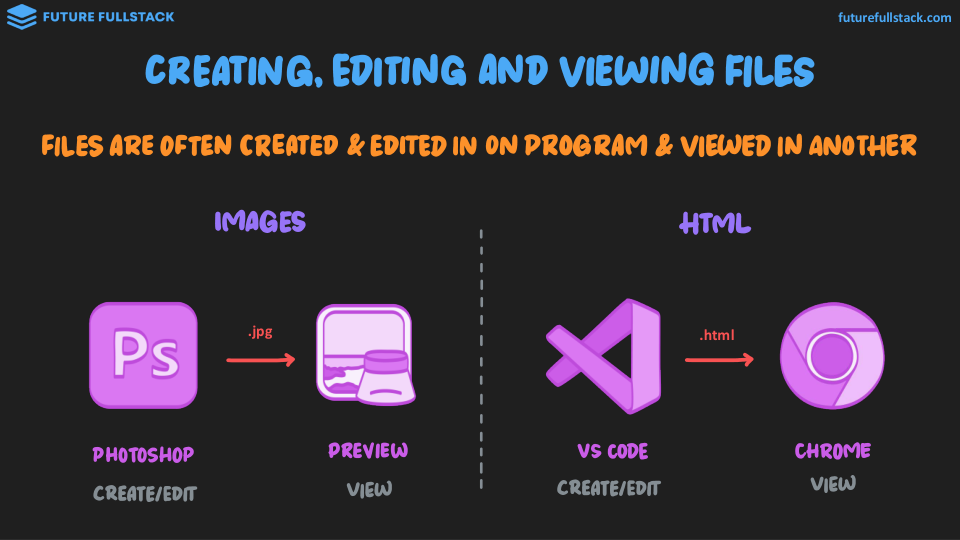 FUTURE FULLSTACK
futurefullstack.com
CREATING, EDITING AND VIEWING FILES
FILES ARE OFTEN CREATED & EDITED IN ON PROGRAM & VIEWED IN ANOTHER
IMAGES
HTML
Ps
.jpg
.html
PHOTOSHOP
PREVIEW
VS CODE
CHROME
CREATE/EDIT
VIEW
CREATE/EDIT
VIEW